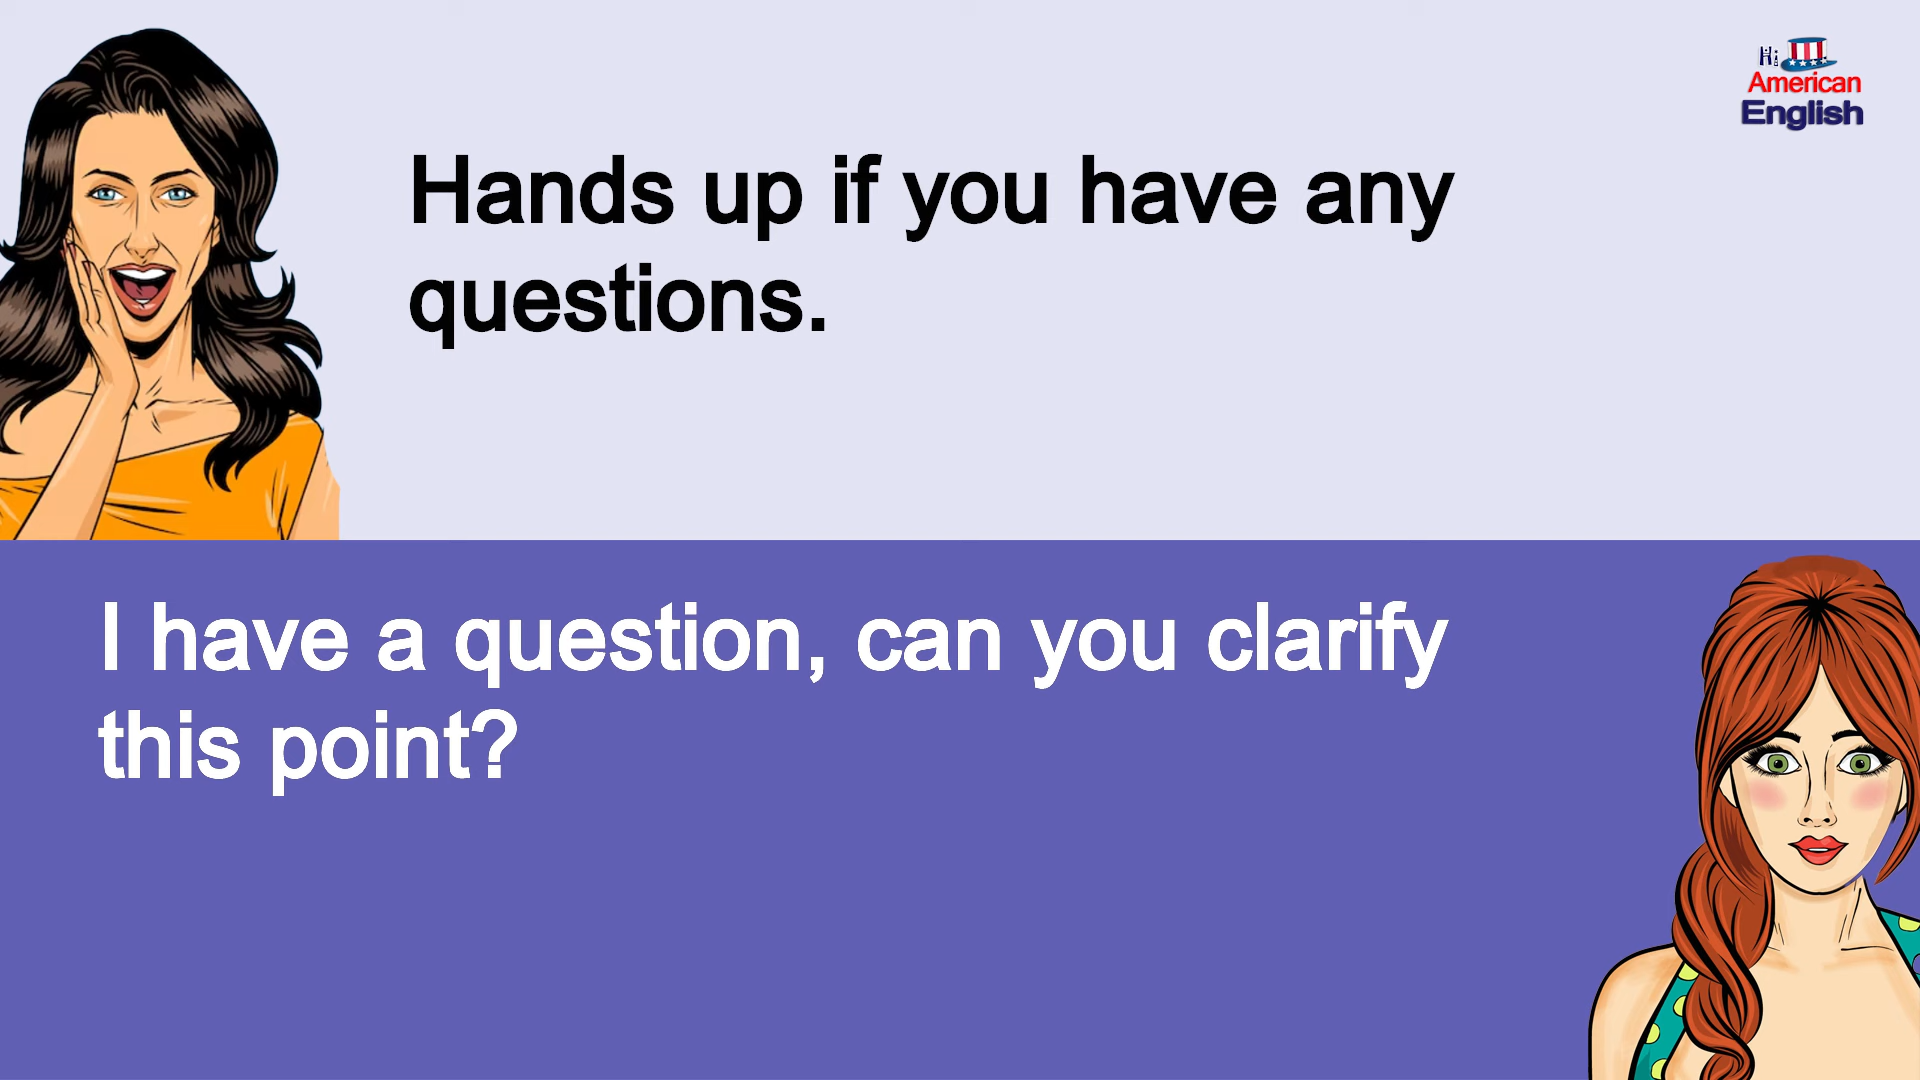 Hi
American
English
Hands up if you have any
questions.
I have a question, can you clarify
this point?